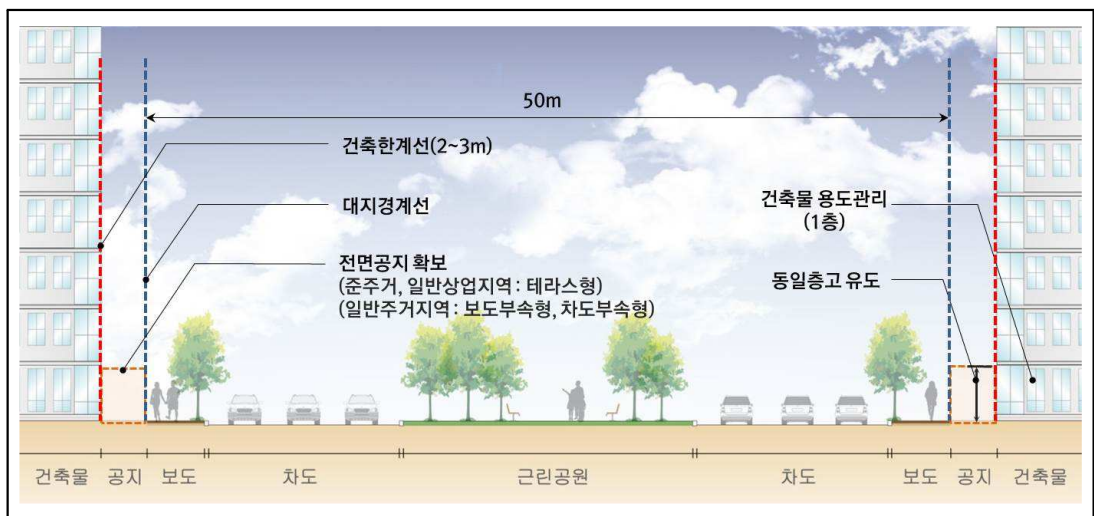 50m
건축한계선(2~3m)
대지경계선
전면공지 확보
(준주거, 일반상업지역 : 테라스형)
(일반주거지역 : 보도부속형, 차도부속형)
건축물 용도관리
(1층)
동일층고 유도
건축물 공지 보도 차도 근린공원 차도 보도 공지 건축물